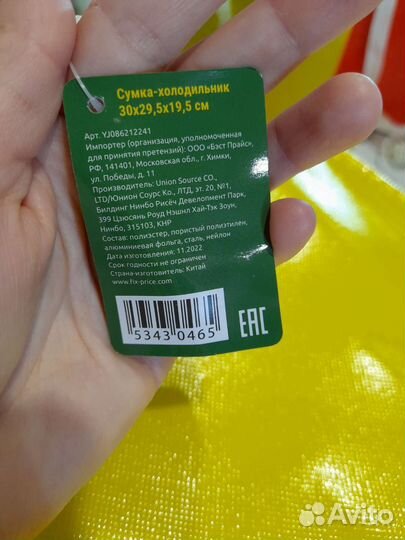 Сумка-холодильник
30х29,5х19,5 см
Арт. YJ086212241
Импортер (организация, уполномоченная
для принятия претензий): ООО «Бэст Прайс»,
РФ, 141401, Московская обл., г. Химки,
ул. Победы, д. 11
Производитель: Union Source CO.,
LTD/Юнион Соурс Ко., ЛТД, эт. 20, №1,
Билдинг Нинбо Рисёч Девелопмент Парк,
399 Цзюсянь Роуд Нэшнл Хай-Тэк Зоун,
Нинбо, 315103, КНР
Состав: полиэстер, пористый полиэтилен,
алюминиевая фольга, сталь, нейлон
Дата изготовления: 11.2022
Срок годности не ограничен
Страна-изготовитель: Китай
www.fix-price.com
5343 0465
EAC
Avito